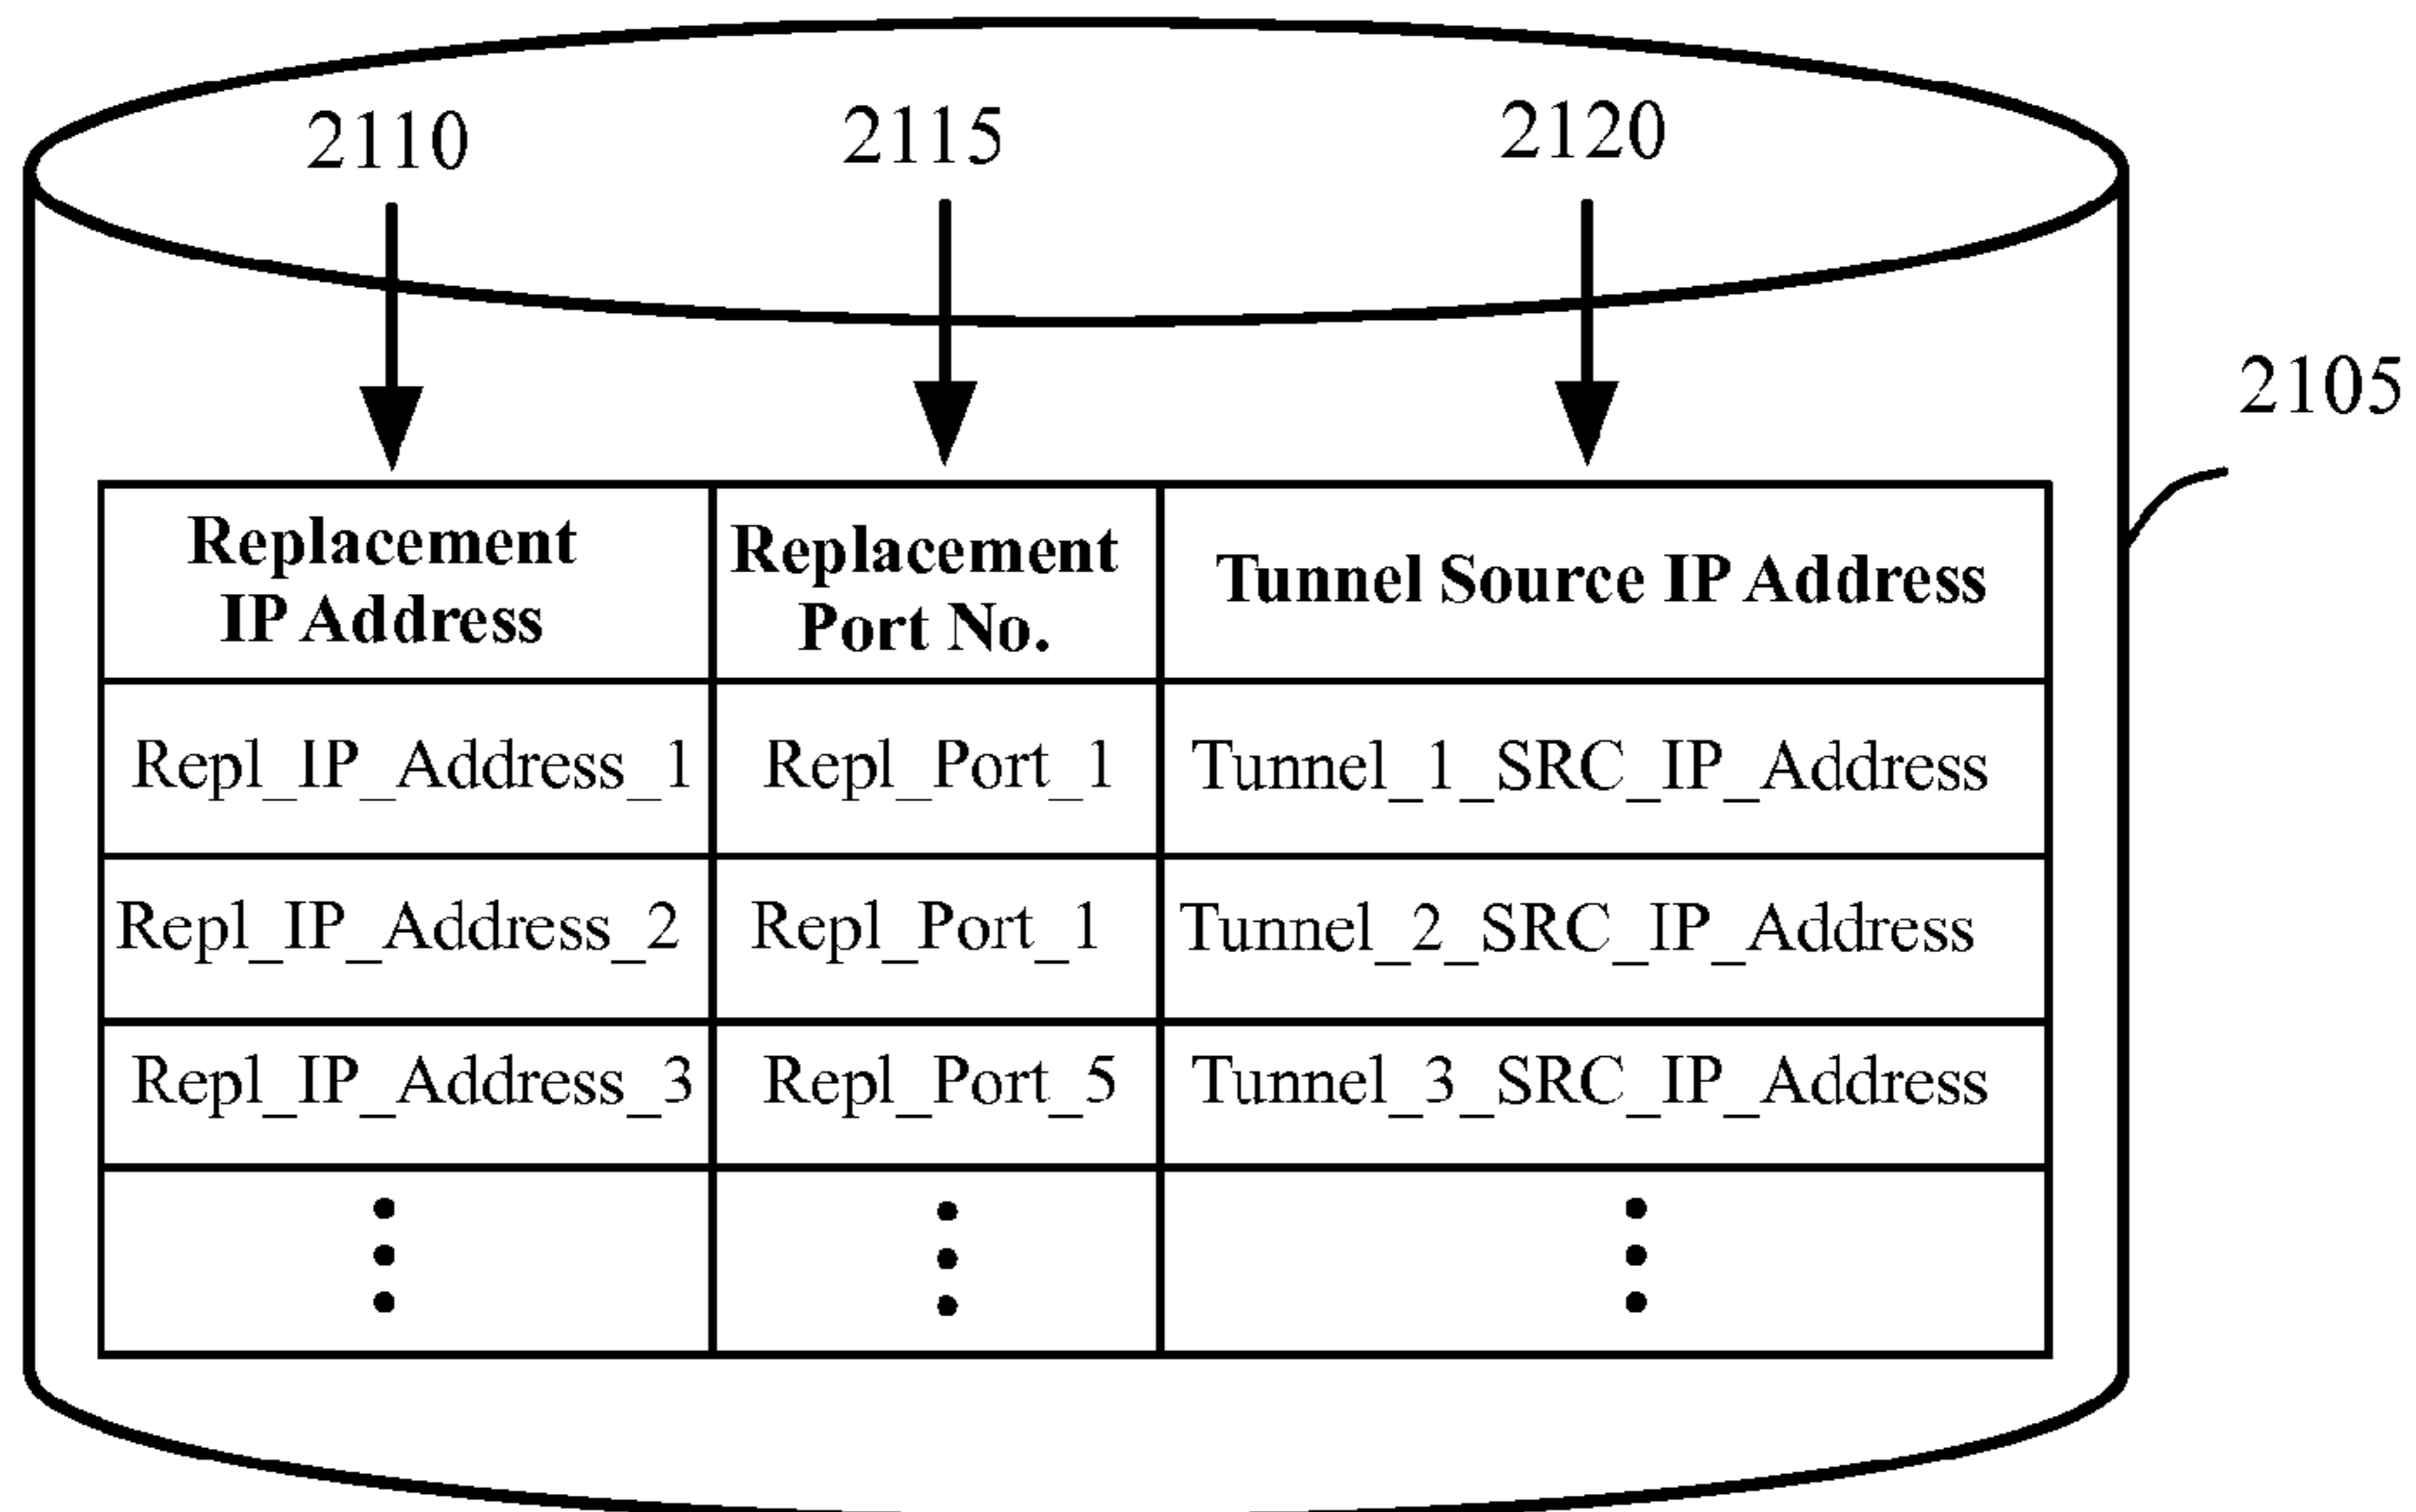 2110 2115 2120
2105
Replacement IP Address
Replacement Port No.
Tunnel Source IP Address
Repl_IP_Address_1 Repl_Port_1 Tunnel_1_SRC_IP_Address
Repl_IP_Address_2 Repl_Port_1 Tunnel_2_SRC_IP_Address
Repl_IP_Address_3 Repl_Port_5 Tunnel_3_SRC_IP_Address